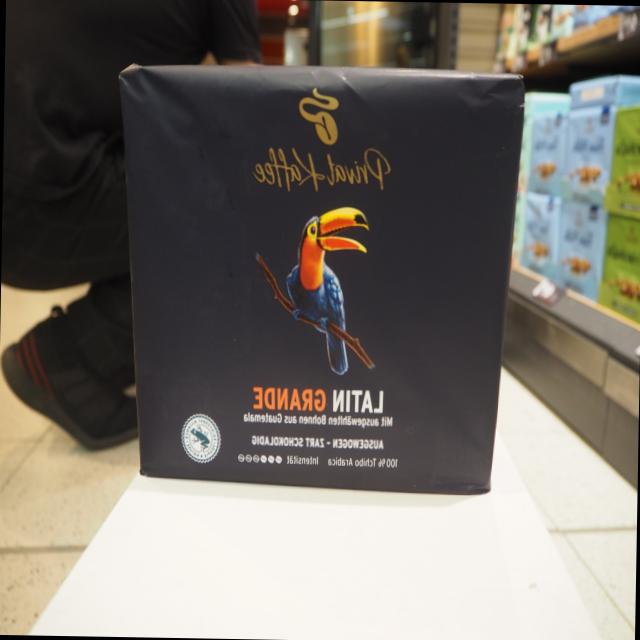 Privat Kaffee
LATIN GRANDE
Mit ausgewählten Bohnen aus Guatemala
AUSGEWOGEN - ZART SCHOKOLADIG
100% Tchibo Arabica Intensität